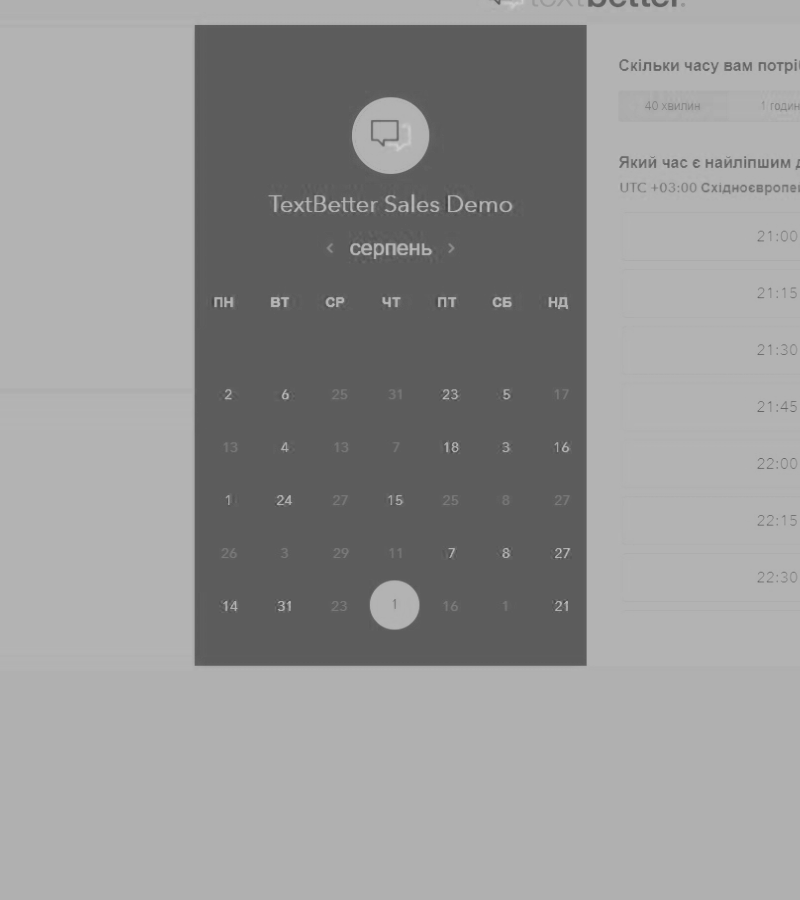 textbetter.
TextBetter Sales Demo
‹ серпень ›
ПН ВТ СР ЧТ ПТ СБ НД
2 6 25 31 23 5 17
13 4 13 7 18 3 16
1 24 27 15 25 8 27
26 3 29 11 7 8 27
14 31 23 1 16 1 21
Скільки часу вам потрі
40 хвилин 1 годин
Який час є найліпшим д
UTC +03:00 Східноєвропе
21:00
21:15
21:30
21:45
22:00
22:15
22:30